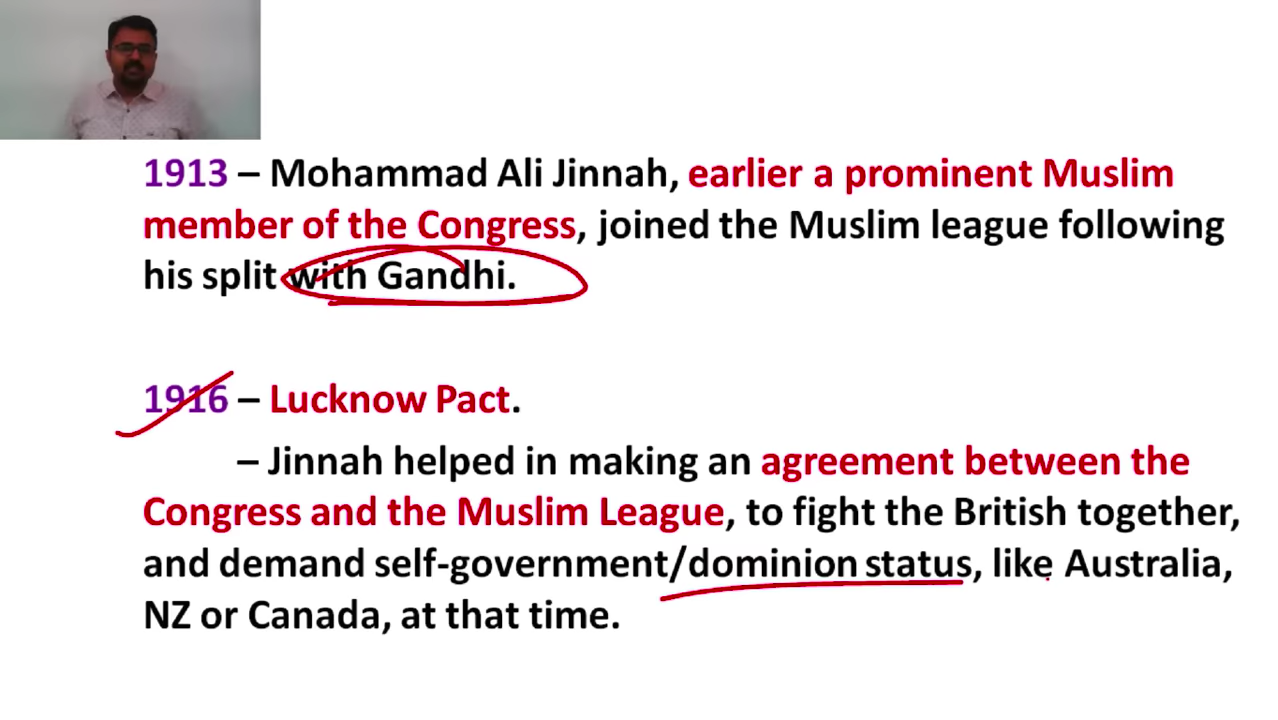 1913 – Mohammad Ali Jinnah, earlier a prominent Muslim
member of the Congress, joined the Muslim league following
his split with Gandhi.
1916 – Lucknow Pact.
– Jinnah helped in making an agreement between the
Congress and the Muslim League, to fight the British together,
and demand self-government/dominion status, like Australia,
NZ or Canada, at that time.